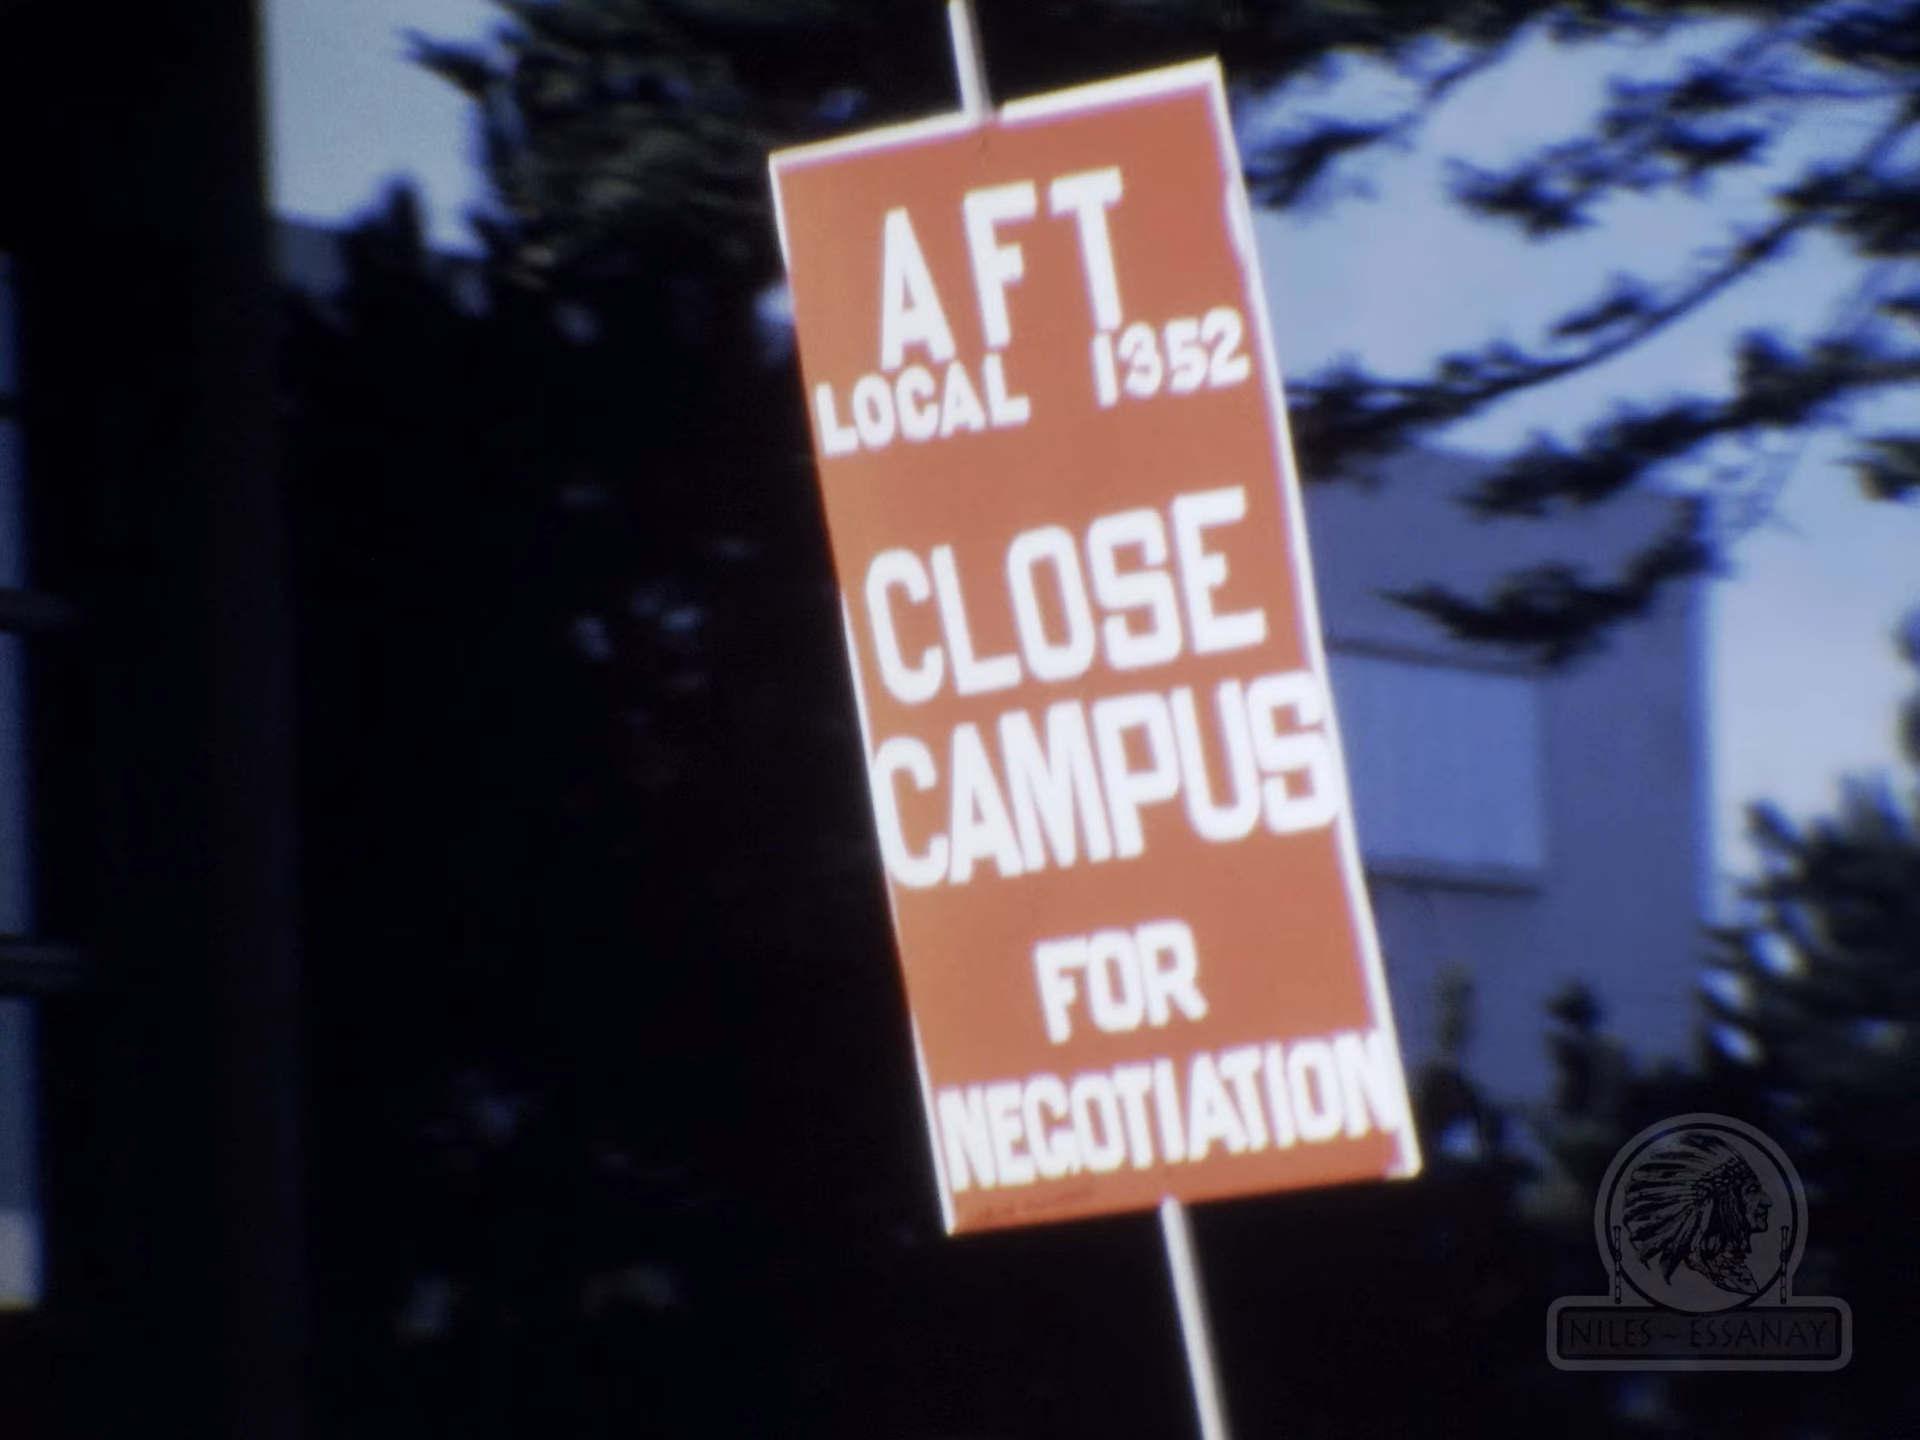 AFT
LOCAL 1352
CLOSE
CAMPUS
FOR
NEGOTIATION
NILES~ESSANAY